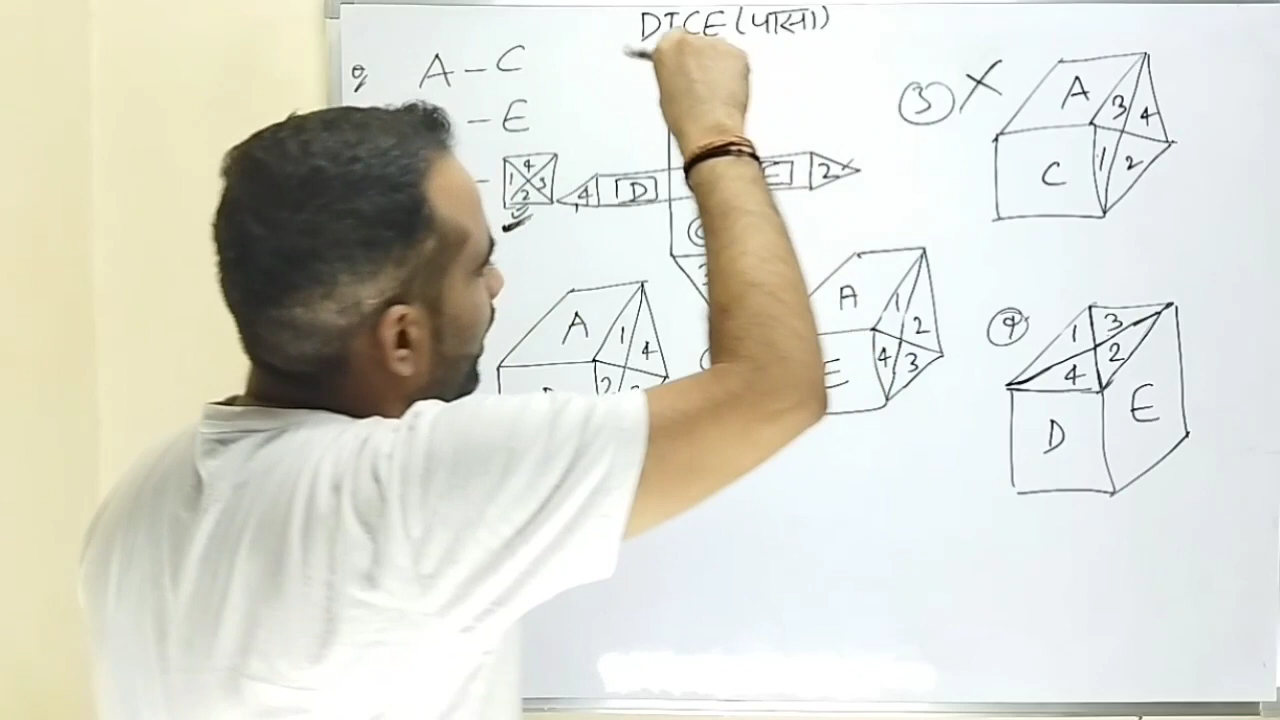 DICE (पासा)
A - C
- E
1 4 3 2
4 D 2
③ X
A 3 4
C 1 2
A 1 4
2
A 1 2
E 4 3
④
1 3 4 2
D E